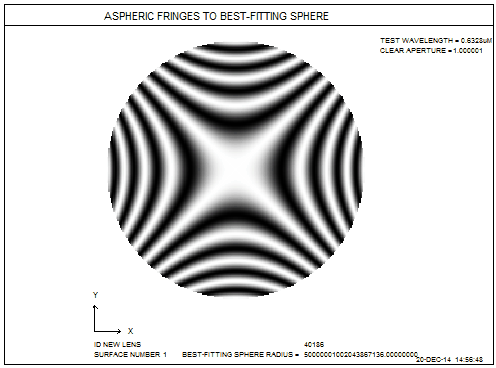 ASPHERIC FRINGES TO BEST-FITTING SPHERE
TEST WAVELENGTH = 0.6328uM
CLEAR APERTURE = 1.000001
Y
X
ID NEW LENS 40186
SURFACE NUMBER 1 BEST-FITTING SPHERE RADIUS = 50000001002043867136.00000000
20-DEC-14 14:56:48